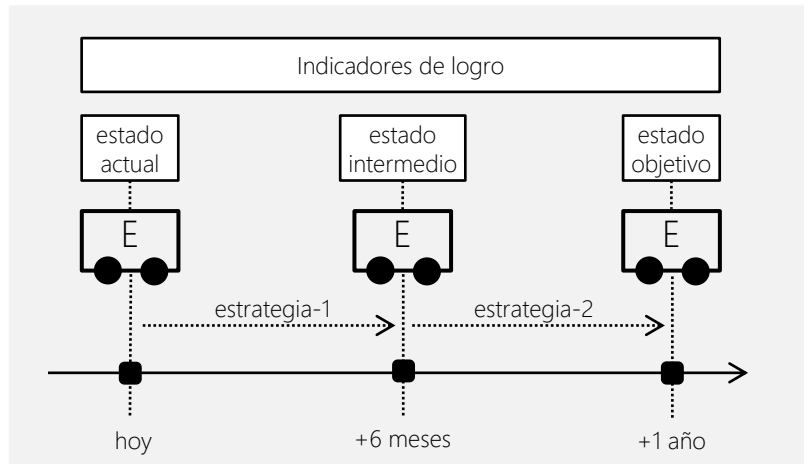 Indicadores de logro
estado
actual
estado
intermedio
estado
objetivo
E
E
E
estrategia-1
estrategia-2
hoy
+6 meses
+1 año